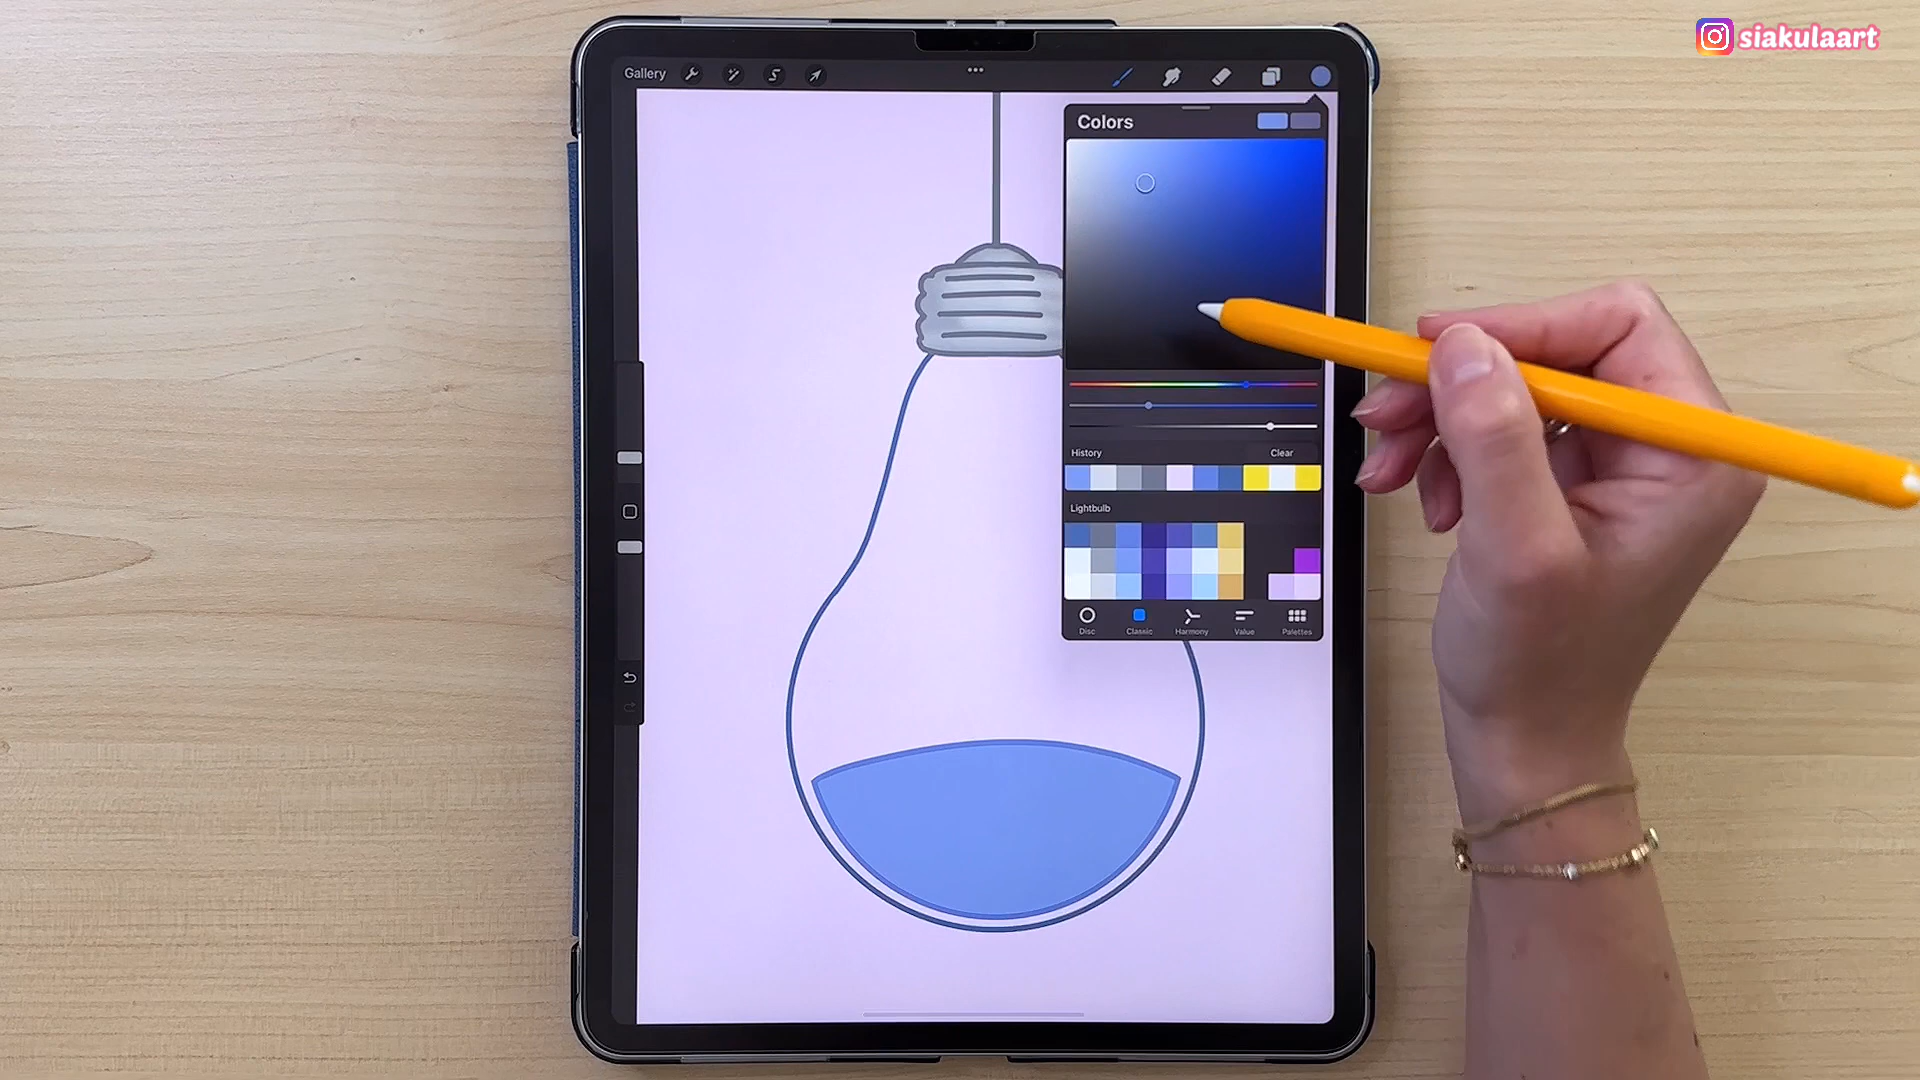 siakulaart
Gallery
Colors
History
Clear
Lightbulb
Disc
Classic
Harmony
Value
Palettes